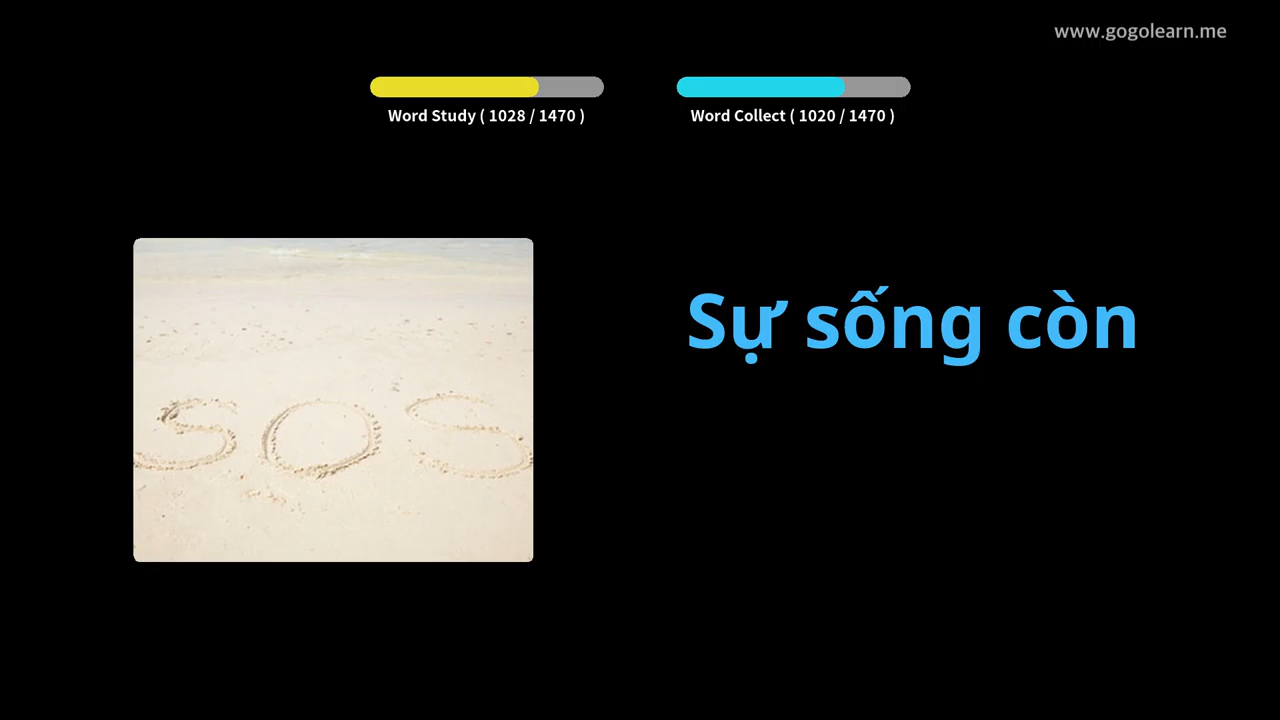 www.gogolearn.me
Word Study ( 1028 / 1470 )
Word Collect ( 1020 / 1470 )
Sự sống còn
SOS